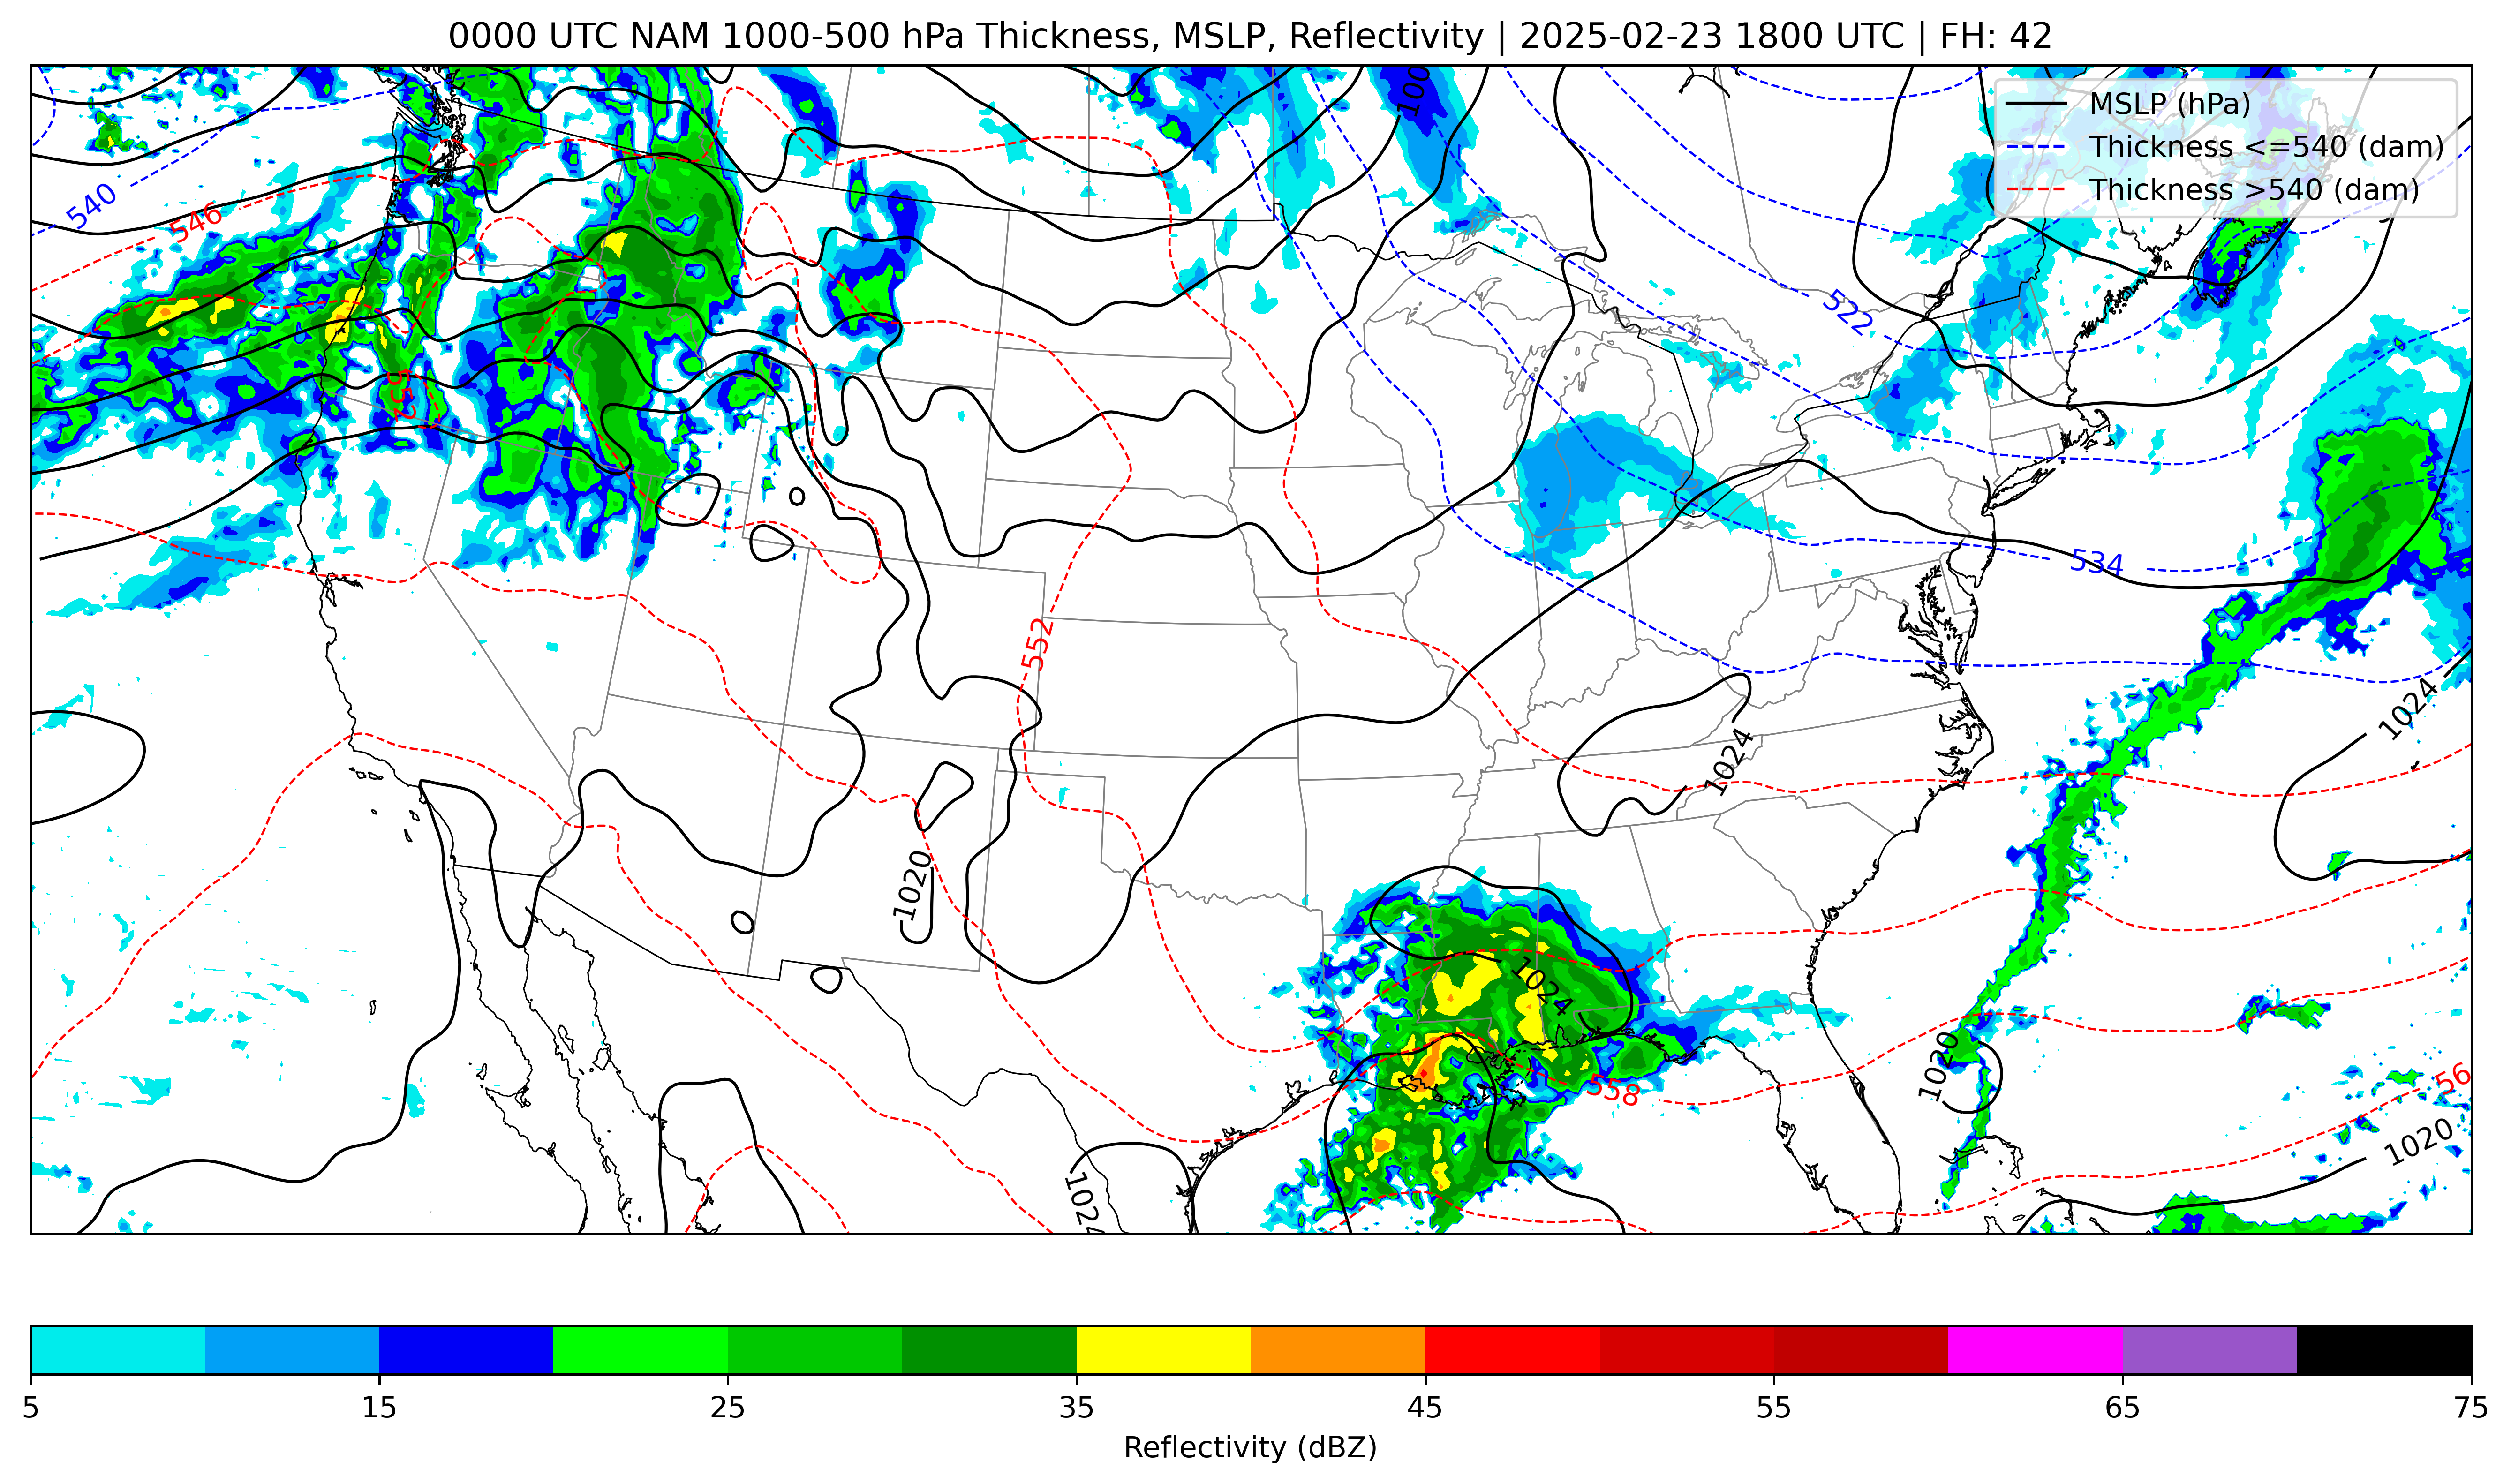 0000 UTC NAM 1000-500 hPa Thickness, MSLP, Reflectivity | 2025-02-23 1800 UTC | FH: 42
MSLP (hPa)
Thickness <=540 (dam)
Thickness >540 (dam)
100
540
546
522
552
534
552
1024
1024
1020
1024
1020
558
56
1020
1024
5 15 25 35 45 55 65 75
Reflectivity (dBZ)